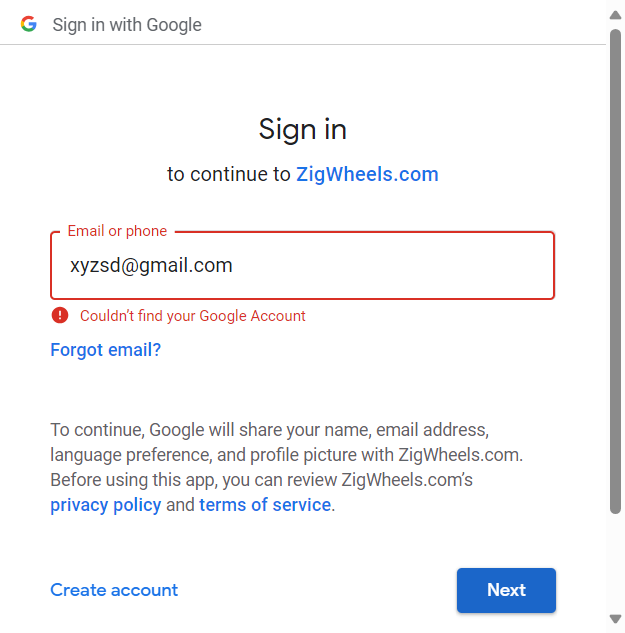 Sign in with Google
Sign in
to continue to ZigWheels.com
Email or phone
xyzsd@gmail.com
Couldn't find your Google Account
Forgot email?
To continue, Google will share your name, email address,
language preference, and profile picture with ZigWheels.com.
Before using this app, you can review ZigWheels.com's
privacy policy and terms of service.
Create account
Next